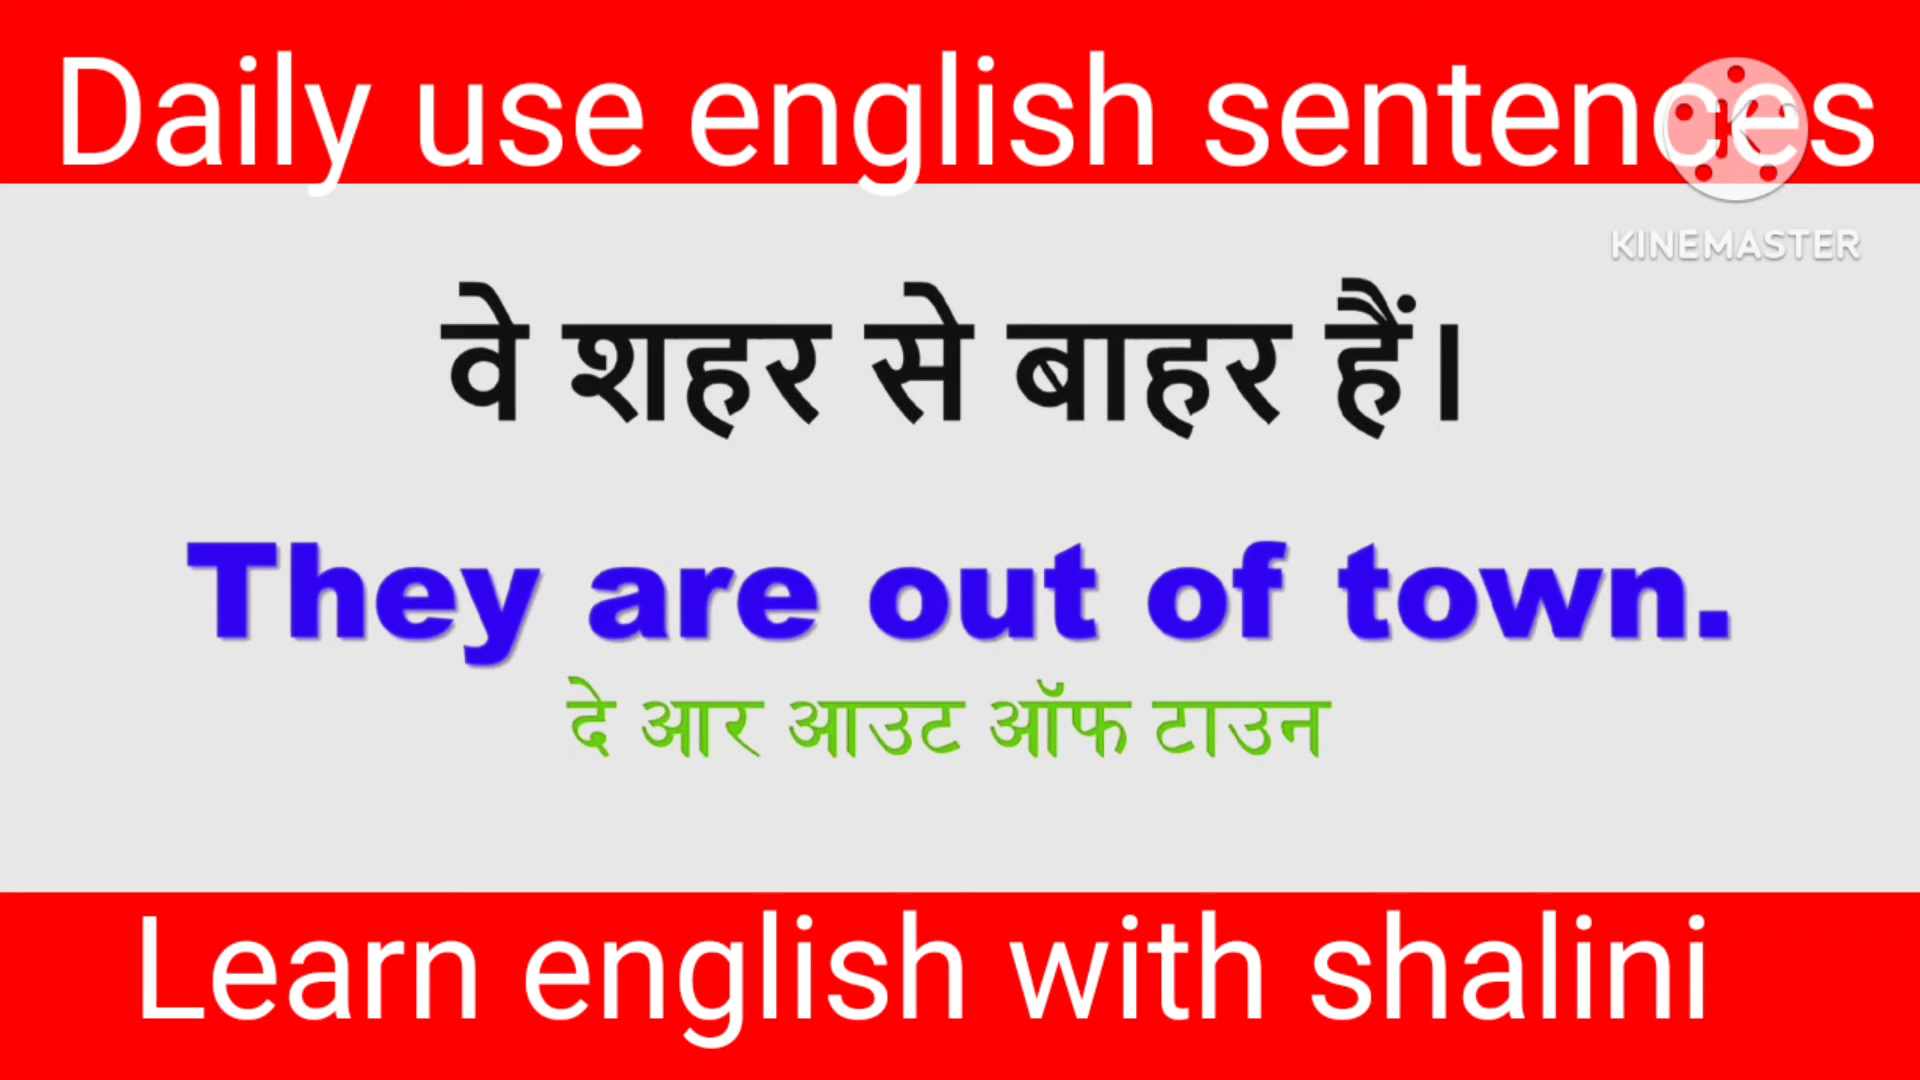 Daily use english sentences
KINEMASTER
वे शहर से बाहर हैं।
They are out of town.
दे आर आउट ऑफ टाउन
Learn english with shalini